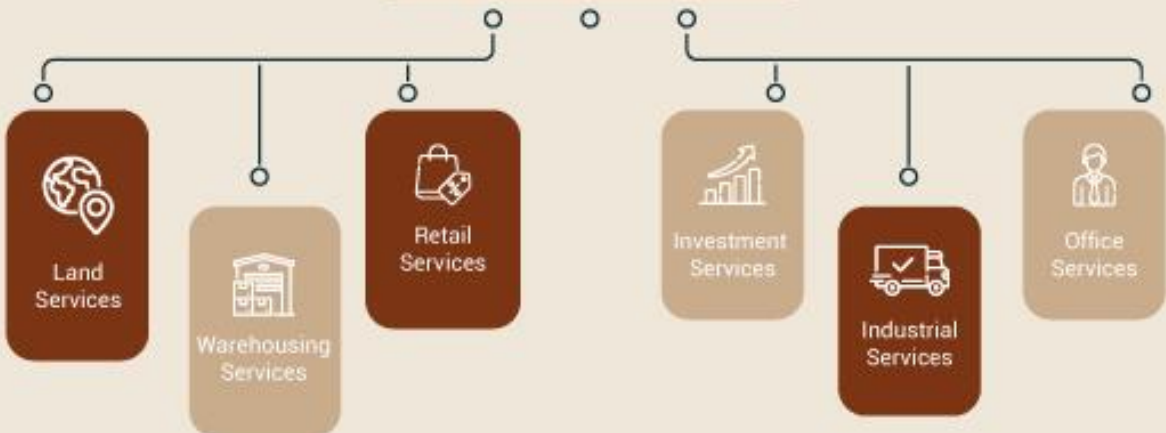 Land
Services
Warehousing
Services
Retail
Services
Investment
Services
Industrial
Services
Office
Services